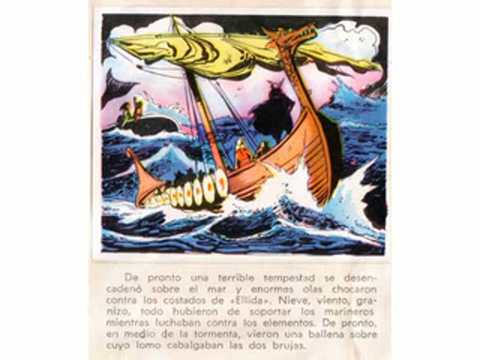 De pronto una terrible tempestad se desen-
cadenó sobre el mar y enormes olas chocaron
contra los costados de «Ellida». Nieve, viento, gra-
nizo, todo hubieron de soportar los marineros
mientras luchaban contra los elementos. De pronto,
en medio de la tormenta, vieron una ballena sobre
cuyo lomo cabalgaban las dos brujas.